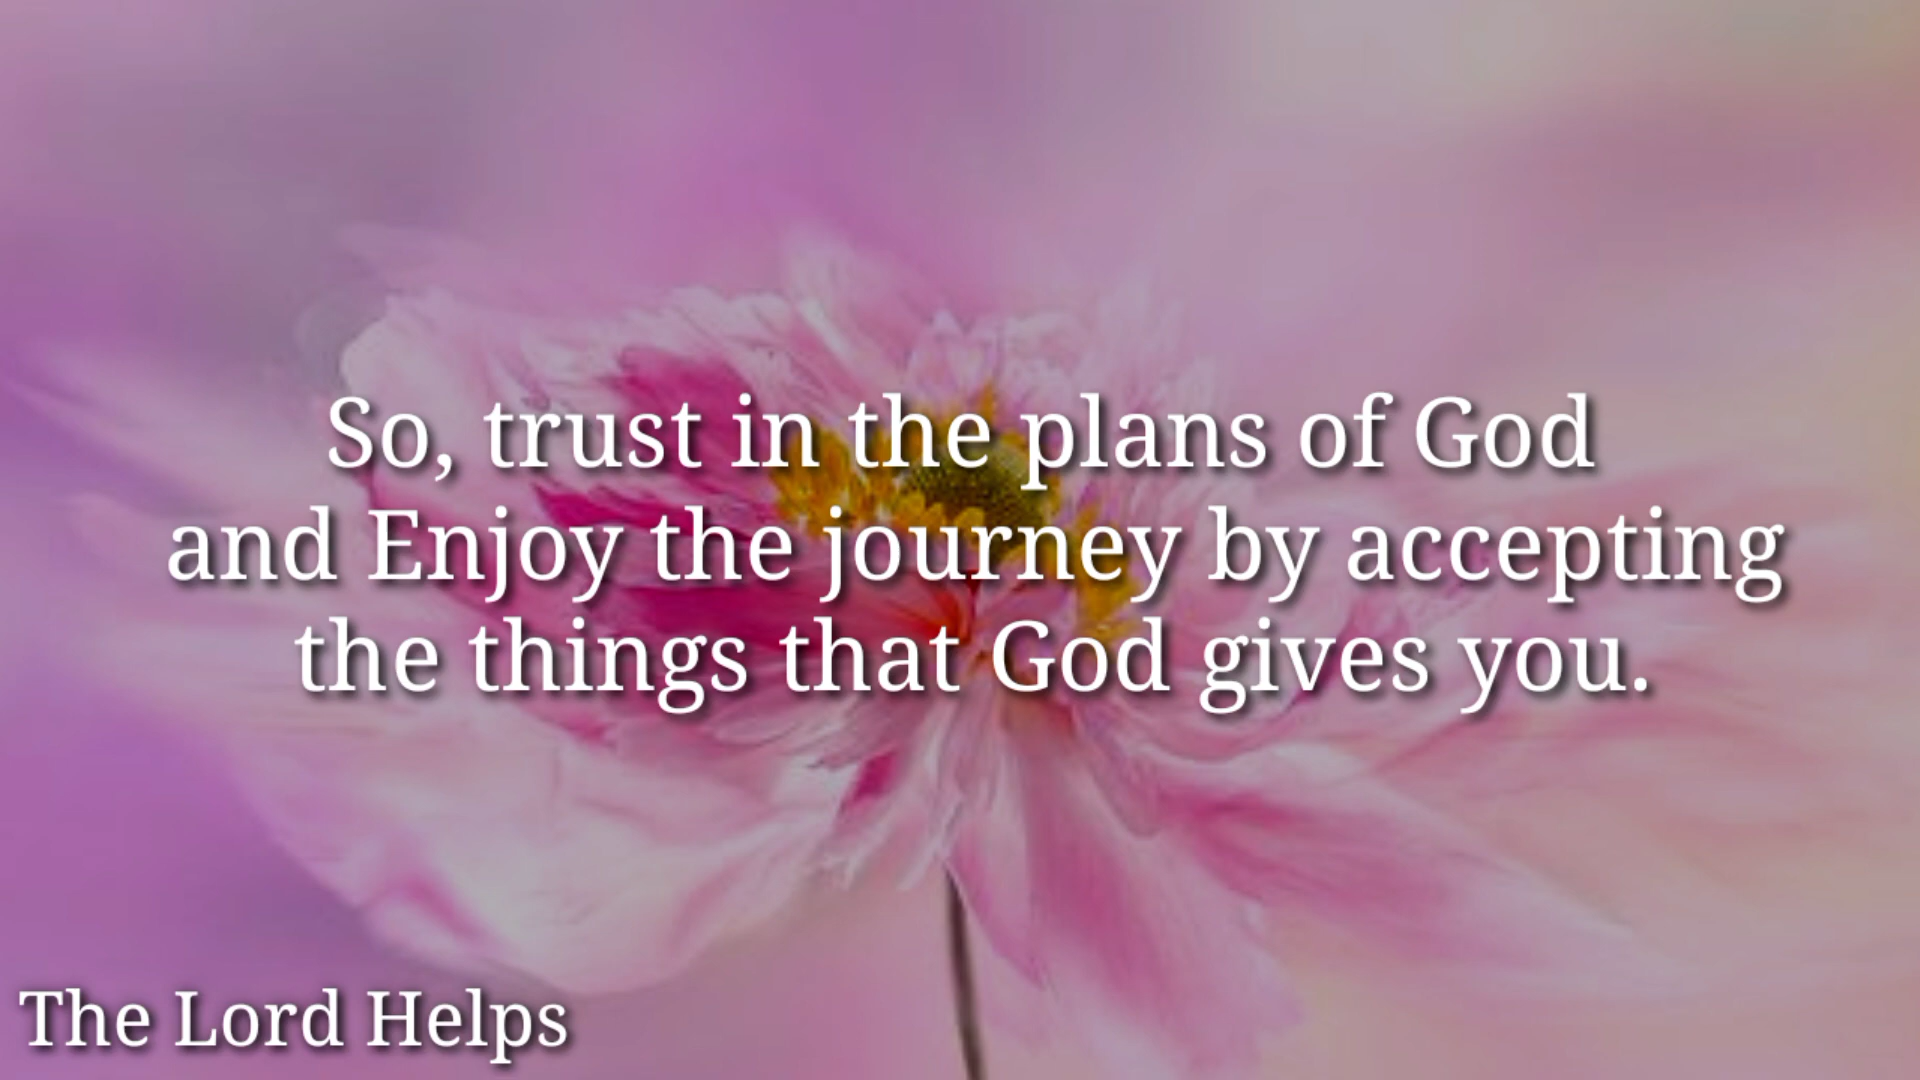 So, trust in the plans of God
and Enjoy the journey by accepting
the things that God gives you.
The Lord Helps